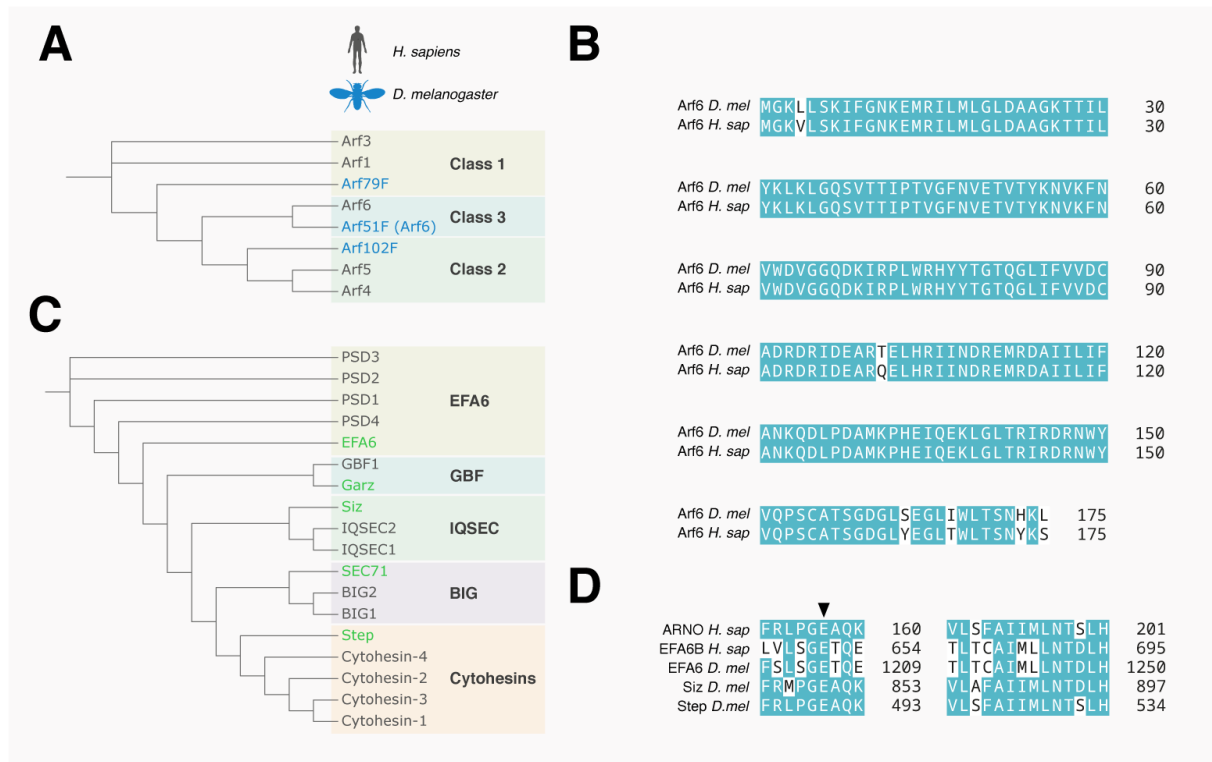 A
H. sapiens
D. melanogaster
Arf3
Arf1
Class 1
Arf79F
Arf6
Class 3
Arf51F (Arf6)
Arf102F
Arf5
Class 2
Arf4
C
PSD3
PSD2
PSD1
EFA6
PSD4
EFA6
GBF1
GBF
Garz
Siz
IQSEC2
IQSEC
IQSEC1
SEC71
BIG2
BIG
BIG1
Step
Cytohesin-4
Cytohesin-2
Cytohesins
Cytohesin-3
Cytohesin-1
B
Arf6 D. mel MGKLLSKIFGNKEMRILMLGLDAAGKTTIL 30
Arf6 H. sap MGKVLSKIFGNKEMRILMLGLDAAGKTTIL 30
Arf6 D. mel YKLKLGQSVTTIPTVGFNVETVTYKNVKFN 60
Arf6 H. sap YKLKLGQSVTTIPTVGFNVETVTYKNVKFN 60
Arf6 D. mel VWDVGGQDKIRPLWRHYYTGTQGLIFVVDC 90
Arf6 H. sap VWDVGGQDKIRPLWRHYYTGTQGLIFVVDC 90
Arf6 D. mel ADRDRIDEARTELHRIINDREMRDAIILIF 120
Arf6 H. sap ADRDRIDEARQELHRIINDREMRDAIILIF 120
Arf6 D. mel ANKQDLPDAMKPHEIQEKLGLTRIRDRNWY 150
Arf6 H. sap ANKQDLPDAMKPHEIQEKLGLTRIRDRNWY 150
Arf6 D. mel VQPSCATSGDGLSEGLIWLTSNHKL 175
Arf6 H. sap VQPSCATSGDGLYEGLTWLTSNYKS 175
D
ARNO H. sap FRLPGEAQK 160 VLSFAIIMLNTSLH 201
EFA6B H. sap LVLSGETQE 654 TLTCAIMLLNTDLH 695
EFA6 D. mel FSLSGETQE 1209 TLTCAIMLLNTDLH 1250
Siz D. mel FRMPGEAQK 853 VLAFAIIMLNTDLH 897
Step D.mel FRLPGEAQK 493 VLSFAIIMLNTSLH 534